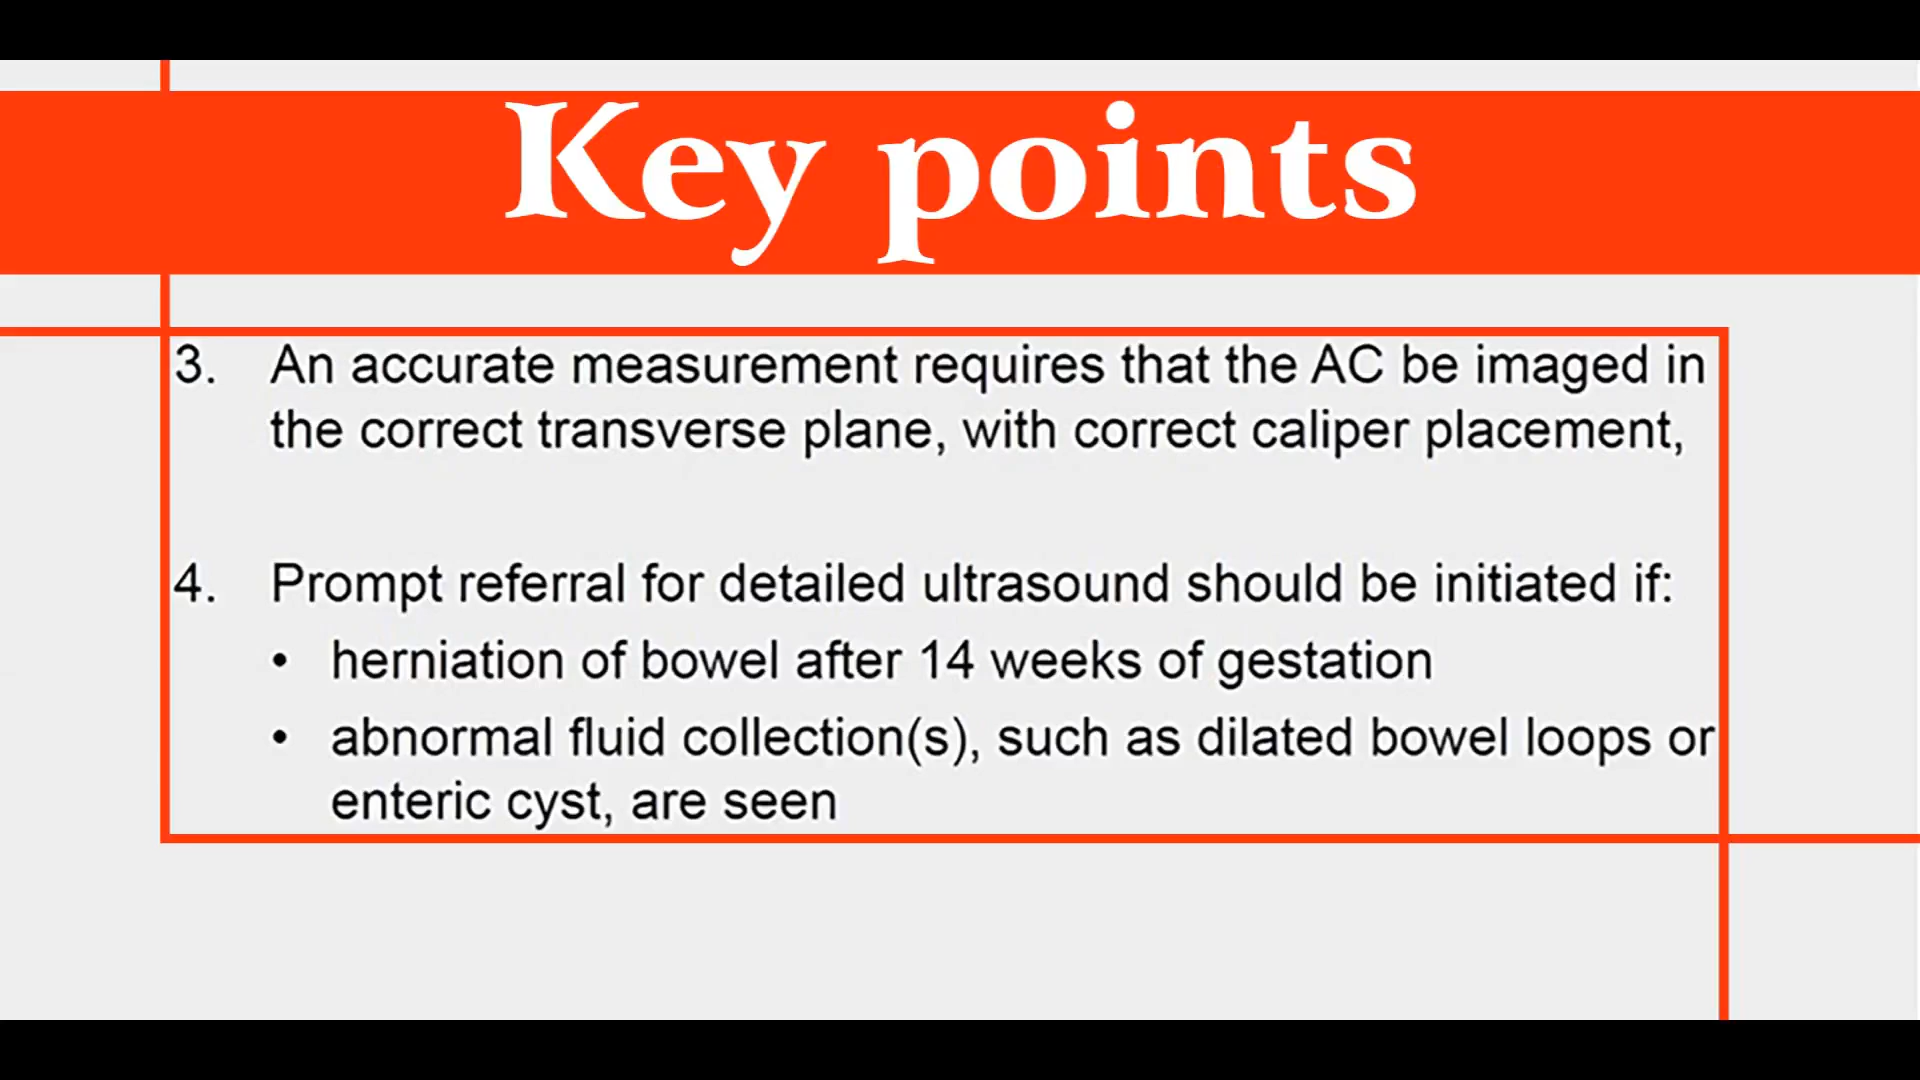 Key points
3. An accurate measurement requires that the AC be imaged in
the correct transverse plane, with correct caliper placement,
4. Prompt referral for detailed ultrasound should be initiated if:
• herniation of bowel after 14 weeks of gestation
• abnormal fluid collection(s), such as dilated bowel loops or
enteric cyst, are seen